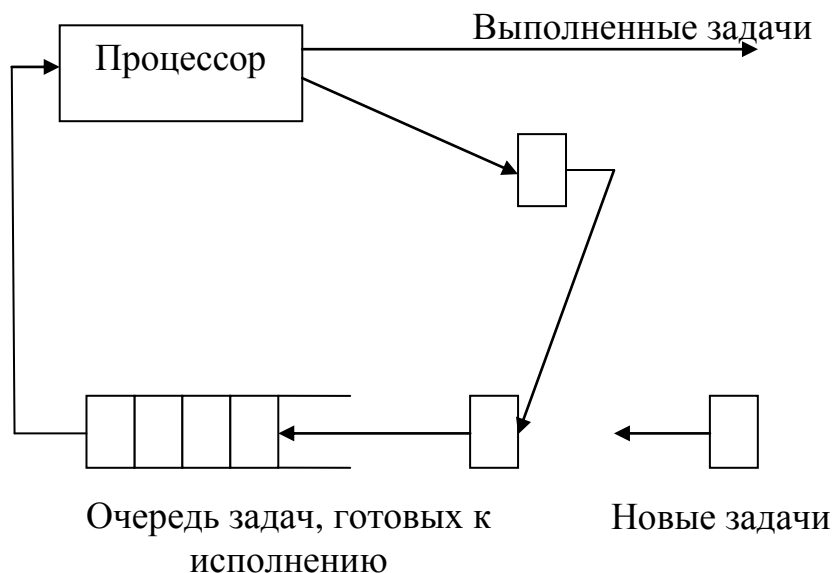 Выполненные задачи
Процессор
Очередь задач, готовых к
исполнению
Новые задачи